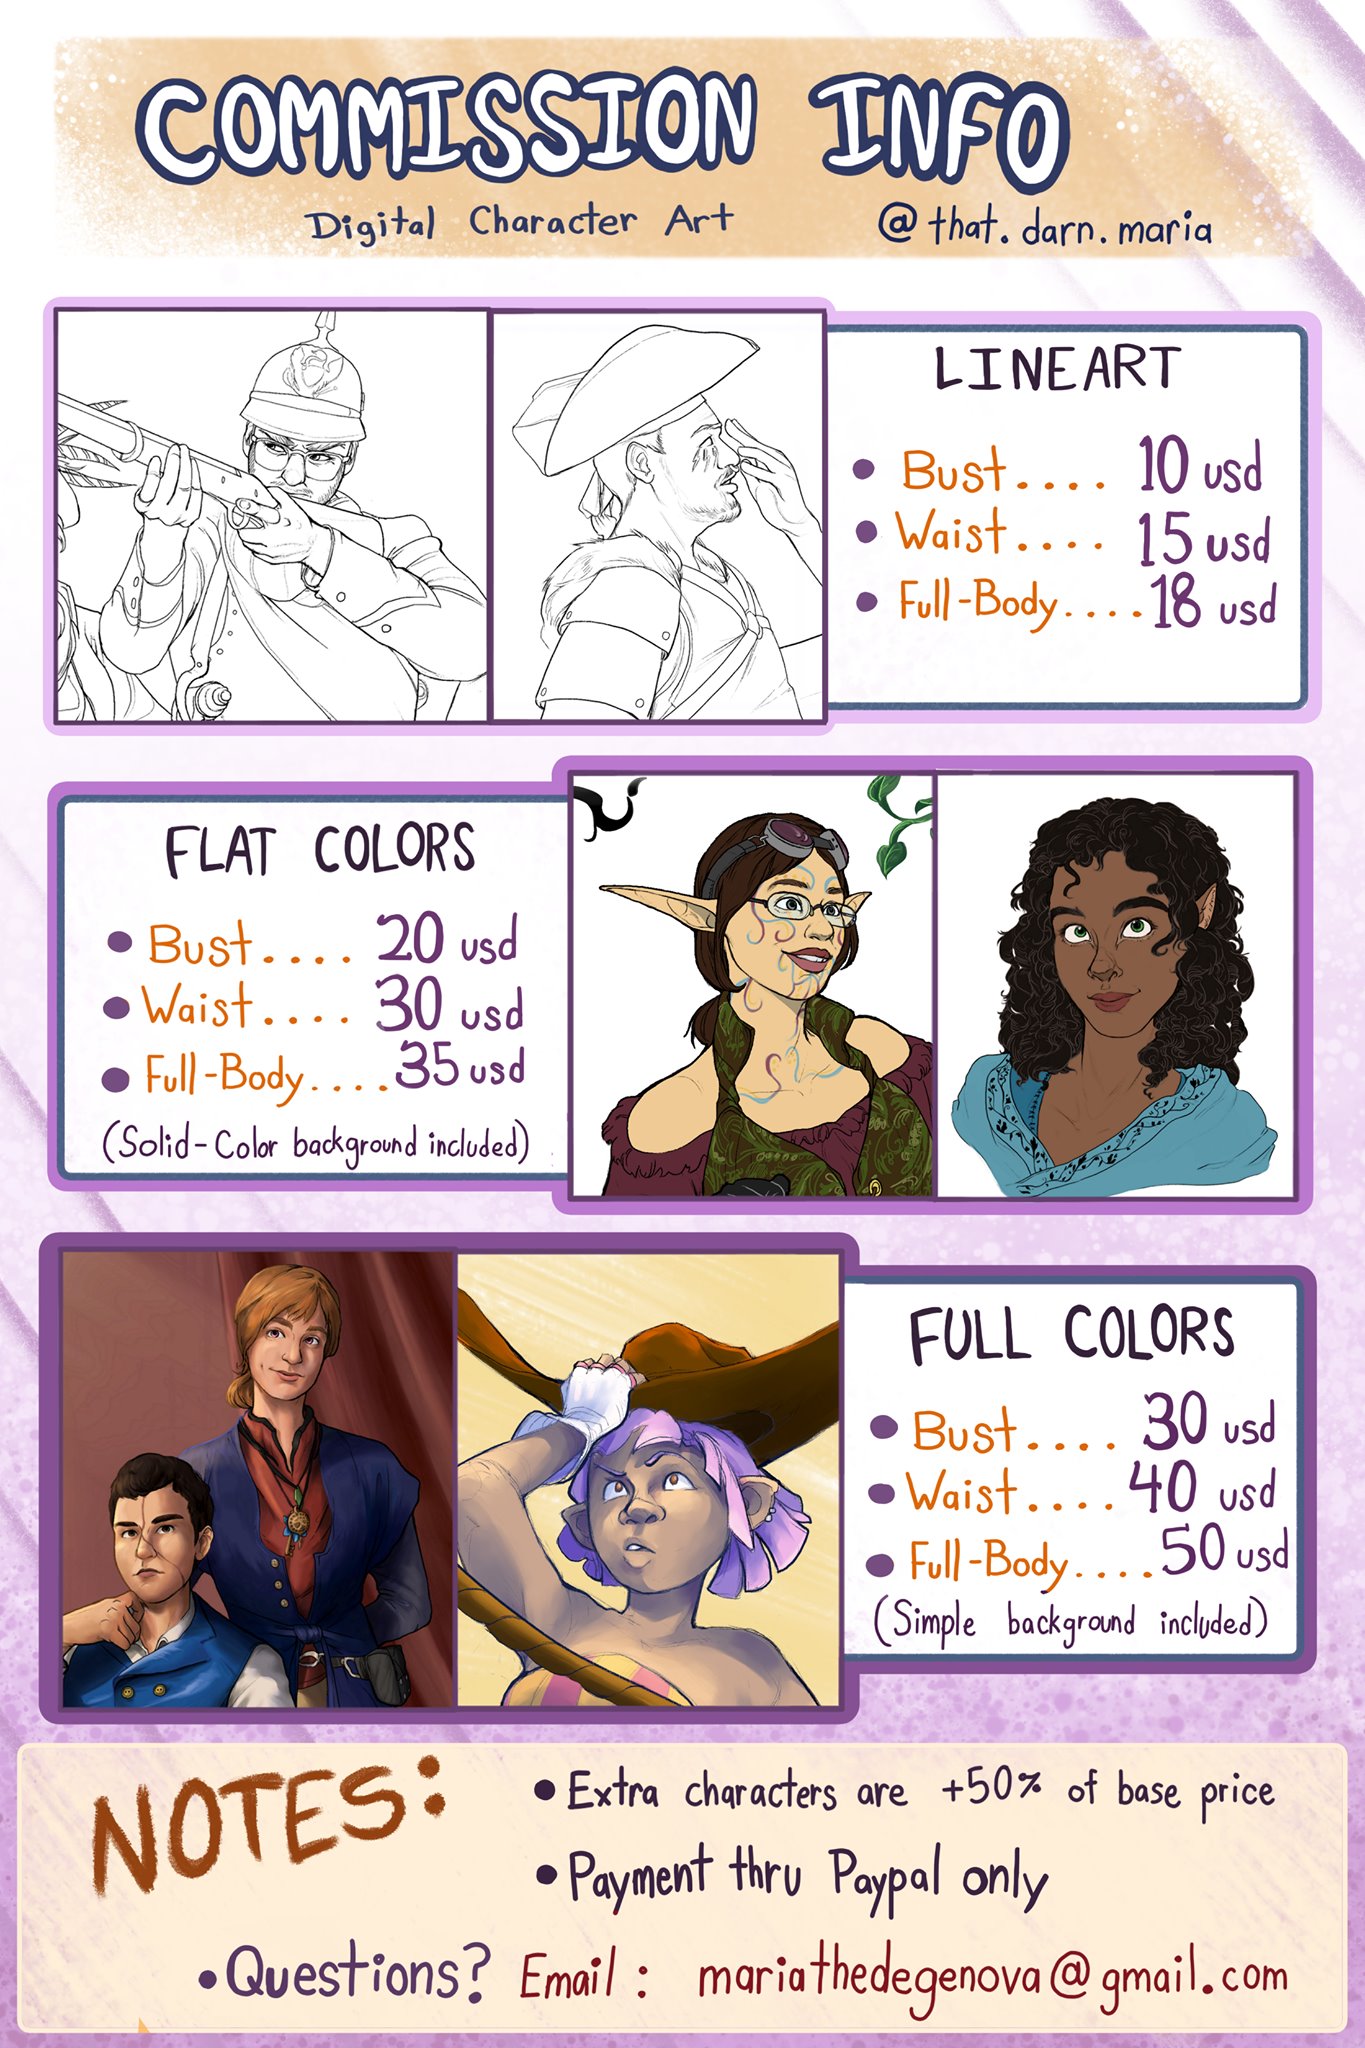 COMMISSION INFO
Digital Character Art @that.darn.maria
LINEART
• Bust.... 10 usd
• Waist.... 15 usd
• Full-Body.... 18 usd
FLAT COLORS
• Bust.... 20 usd
• Waist.... 30 usd
• Full-Body....35 usd
(Solid-Color background included)
FULL COLORS
• Bust.... 30 usd
• Waist.... 40 usd
• Full-Body....50 usd
(Simple background included)
NOTES:
• Extra characters are +50% of base price
• Payment thru Paypal only
• Questions? Email: mariathedegenova@gmail.com